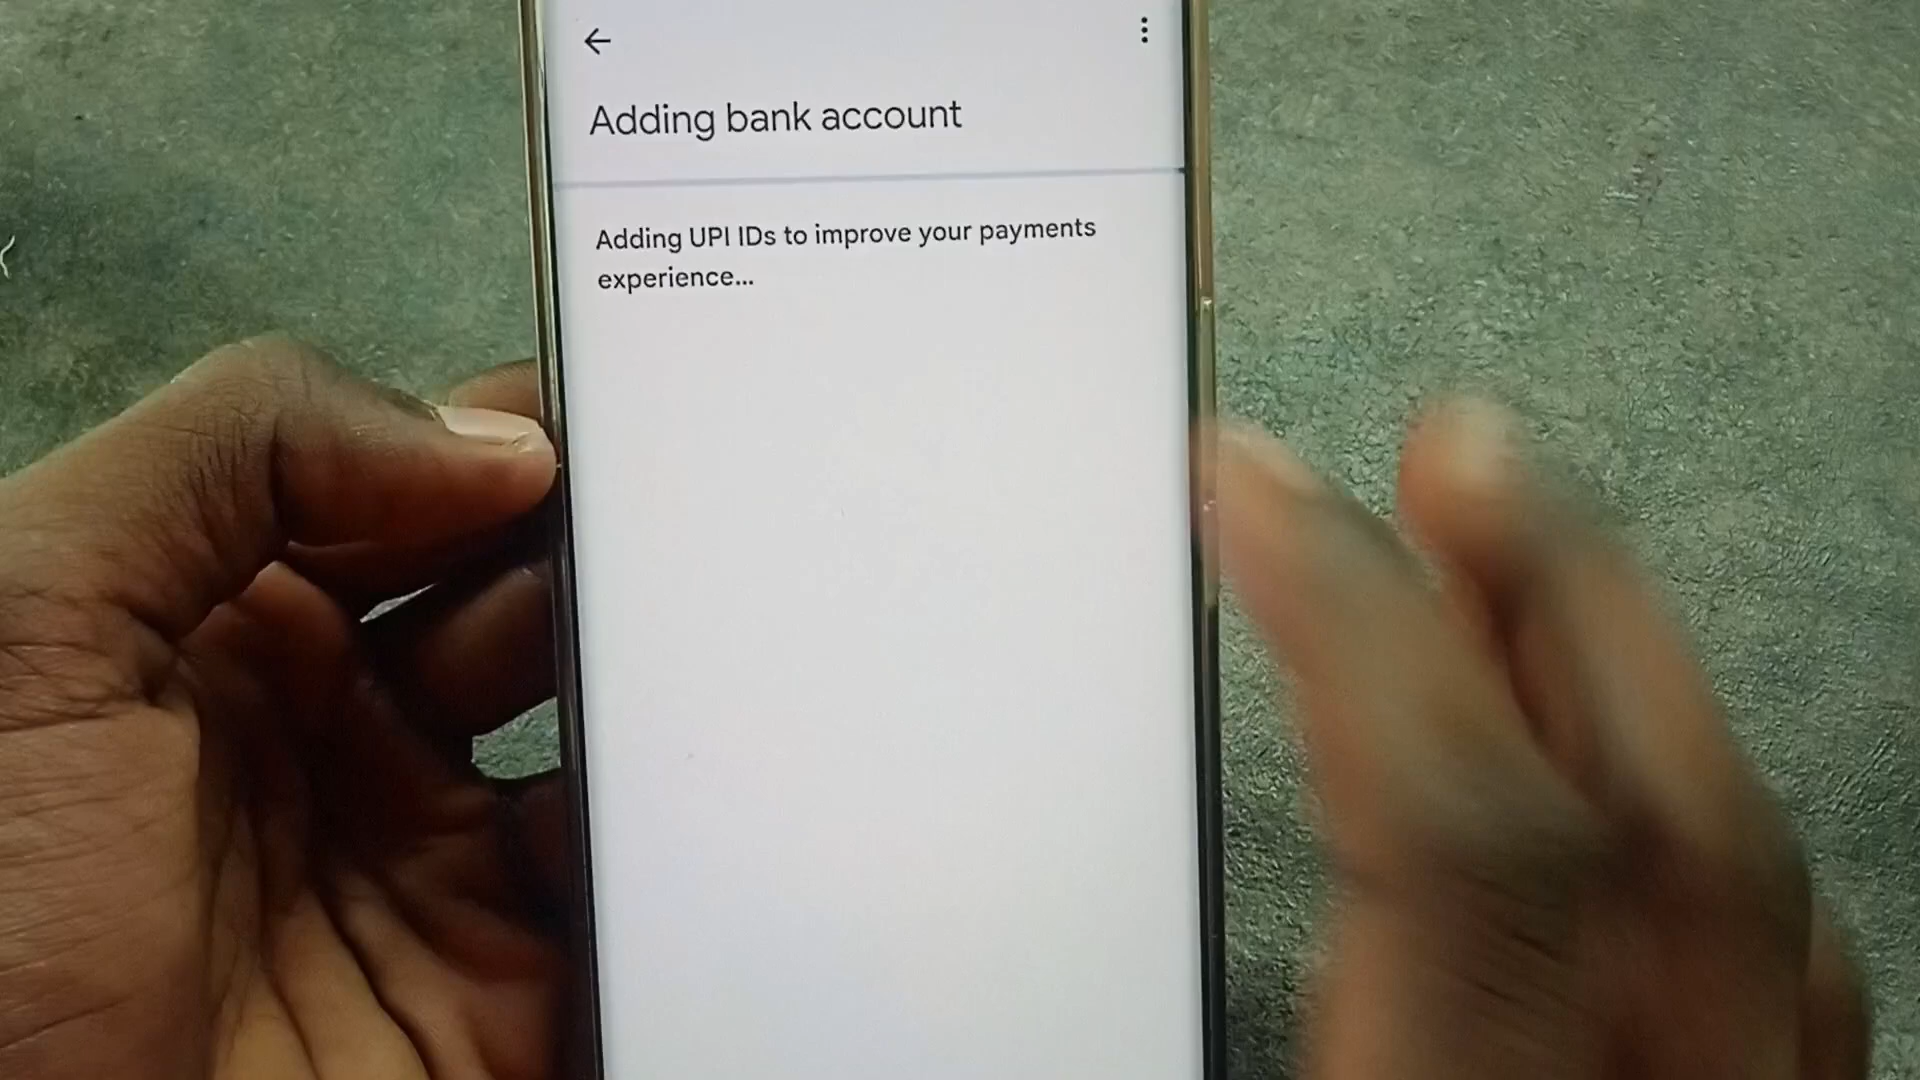 Adding bank account
Adding UPI IDs to improve your payments
experience...